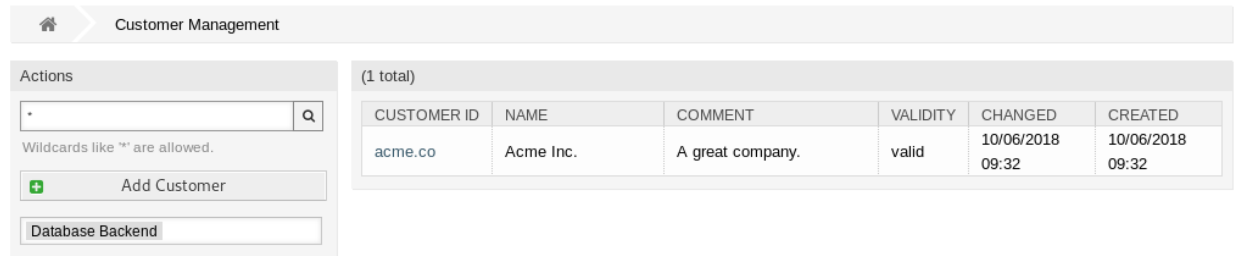 Customer Management
Actions
*
Wildcards like '*' are allowed.
Add Customer
Database Backend
(1 total)
CUSTOMER ID NAME COMMENT VALIDITY CHANGED CREATED
acme.co Acme Inc. A great company. valid 10/06/2018 09:32 10/06/2018 09:32